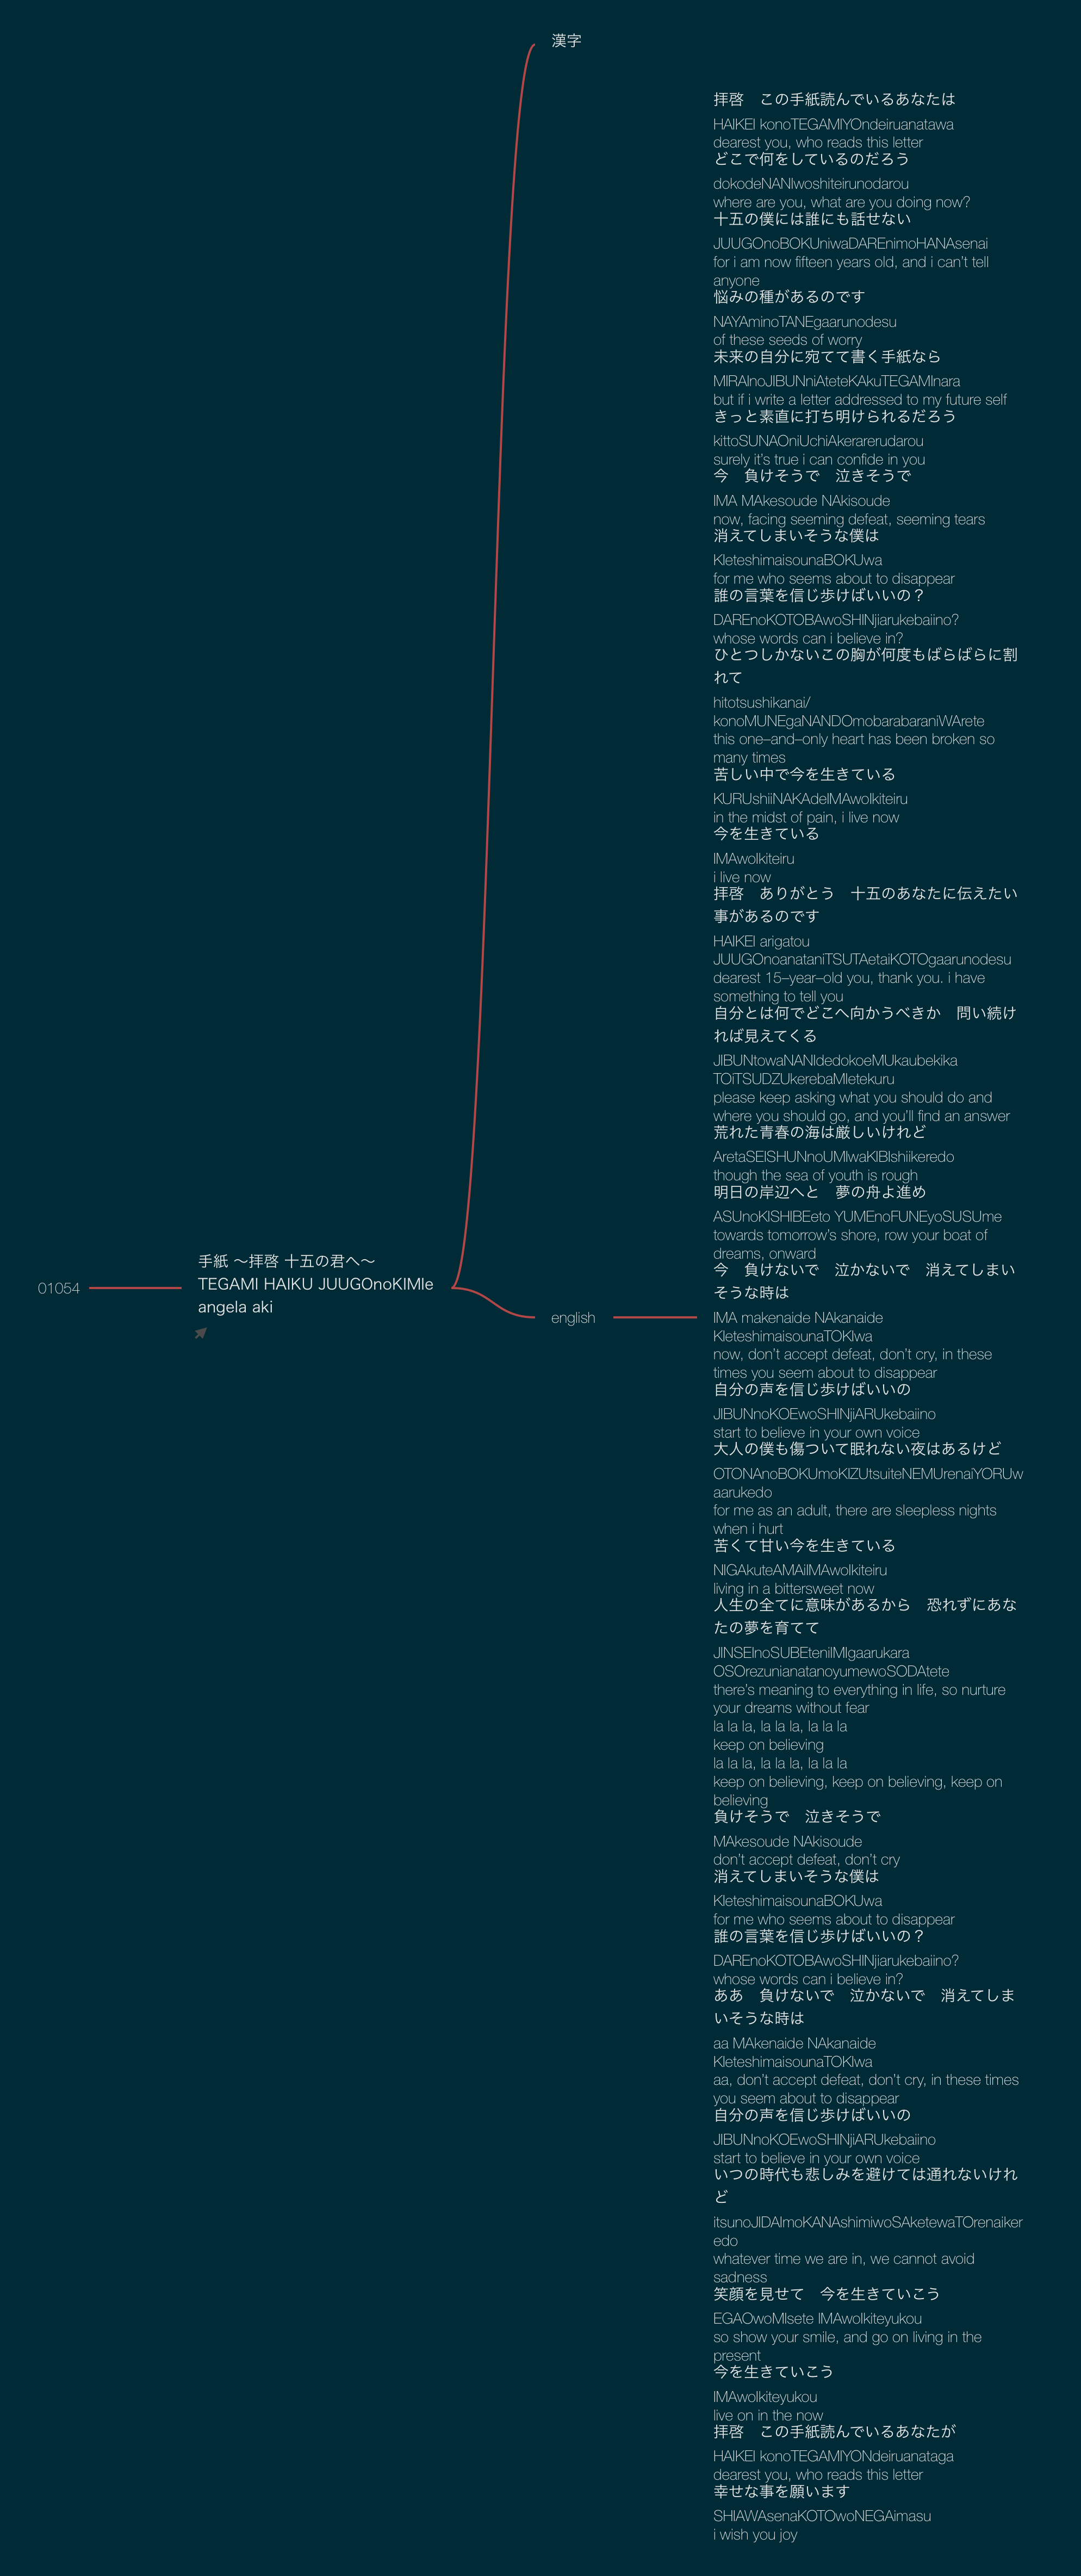 漢字
拝啓　この手紙読んでいるあなたは
HAIKEI konoTEGAMIYOndeiruanatawa
dearest you, who reads this letter
どこで何をしているのだろう
dokodeNANIwoshiteirunodarou
where are you, what are you doing now?
十五の僕には誰にも話せない
JUUGOnoBOKUniwaDAREnimoHANAsenai
for i am now fifteen years old, and i can't tell
anyone
悩みの種があるのです
NAYAminoTANEgaarunodesu
of these seeds of worry
未来の自分に宛てて書く手紙なら
MIRAInoJIBUNniAteteKAkuTEGAMInara
but if i write a letter addressed to my future self
きっと素直に打ち明けられるだろう
kittoSUNAOniUchiAkerarerudarou
surely it's true i can confide in you
今　負けそうで　泣きそうで
IMA MAkesoude NAkisoude
now, facing seeming defeat, seeming tears
消えてしまいそうな僕は
KIeteshimaisounaBOKUwa
for me who seems about to disappear
誰の言葉を信じ歩けばいいの？
DAREnoKOTOBAwoSHINjiarukebaiino?
whose words can i believe in?
ひとつしかないこの胸が何度もばらばらに割
れて
hitotsushikanai/
konoMUNEgaNANDOmobarabaraniWArete
this one–and–only heart has been broken so
many times
苦しい中で今を生きている
KURUshiiNAKAdeIMAwoIkiteiru
in the midst of pain, i live now
今を生きている
IMAwoIkiteiru
i live now
拝啓　ありがとう　十五のあなたに伝えたい
事があるのです
HAIKEI arigatou
JUUGOnoanataniTSUTAetaiKOTOgaarunodesu
dearest 15–year–old you, thank you. i have
something to tell you
自分とは何でどこへ向かうべきか　問い続け
れば見えてくる
JIBUNtowaNANIdedokoeMUkaubekika
TOiTSUDZUkerebaMIetekuru
please keep asking what you should do and
where you should go, and you'll find an answer
荒れた青春の海は厳しいけれど
AretaSEISHUNnoUMIwaKIBIshiikeredo
though the sea of youth is rough
明日の岸辺へと　夢の舟よ進め
ASUnoKISHIBEeto YUMEnoFUNEyoSUSUme
towards tomorrow's shore, row your boat of
dreams, onward
今　負けないで　泣かないで　消えてしまい
そうな時は
IMA makenaide NAkanaide
KIeteshimaisounaTOKIwa
now, don't accept defeat, don't cry, in these
times you seem about to disappear
自分の声を信じ歩けばいいの
JIBUNnoKOEwoSHINjiARUkebaiino
start to believe in your own voice
大人の僕も傷ついて眠れない夜はあるけど
OTONAnoBOKUmoKIZUtsuiteNEMUrenaiYORUw
aarukedo
for me as an adult, there are sleepless nights
when i hurt
苦くて甘い今を生きている
NIGAkuteAMAiIMAwoIkiteiru
living in a bittersweet now
人生の全てに意味があるから　恐れずにあな
たの夢を育てて
JINSEInoSUBEteniIMIgaarukara
OSOrezunianatanoyumewoSODAtete
there's meaning to everything in life, so nurture
your dreams without fear
la la la, la la la, la la la
keep on believing
la la la, la la la, la la la
keep on believing, keep on believing, keep on
believing
負けそうで　泣きそうで
MAkesoude NAkisoude
don't accept defeat, don't cry
消えてしまいそうな僕は
KIeteshimaisounaBOKUwa
for me who seems about to disappear
誰の言葉を信じ歩けばいいの？
DAREnoKOTOBAwoSHINjiarukebaiino?
whose words can i believe in?
ああ　負けないで　泣かないで　消えてしま
いそうな時は
aa MAkenaide NAkanaide
KIeteshimaisounaTOKIwa
aa, don't accept defeat, don't cry, in these times
you seem about to disappear
自分の声を信じ歩けばいいの
JIBUNnoKOEwoSHINjiARUkebaiino
start to believe in your own voice
いつの時代も悲しみを避けては通れないけれ
ど
itsunoJIDAImoKANAshimiwoSAketewaTOrenaiker
edo
whatever time we are in, we cannot avoid
sadness
笑顔を見せて　今を生きていこう
EGAOwoMIsete IMAwoIkiteyukou
so show your smile, and go on living in the
present
今を生きていこう
IMAwoIkiteyukou
live on in the now
拝啓　この手紙読んでいるあなたが
HAIKEI konoTEGAMIYONdeiruanataga
dearest you, who reads this letter
幸せな事を願います
SHIAWAsenaKOTOwoNEGAimasu
i wish you joy
01054
手紙 〜拝啓 十五の君へ〜
TEGAMI HAIKU JUUGOnoKIMIe
angela aki
english